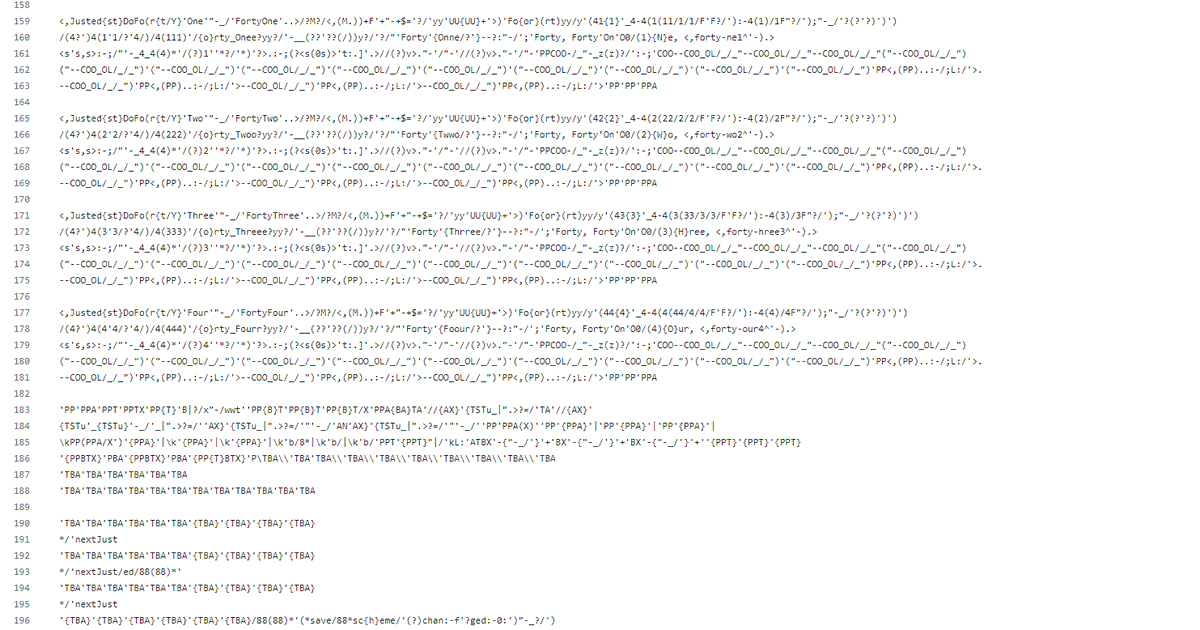 158
159 <,Justed{st}DoFo(r{t/Y}'One'"-_/'FortyOne'..>/?M?/<,(M.))+F'+"-+$='?/'yy'UU{UU}+'>)'Fo{or}(rt)yy/y'(41{1}'_4-4(1(11/1/1/F'F?/'):-4(1)/1F"?/');"-_/'?(?'?)')')
160 /(4?')4(1'1/?'4/)/4(111)'/{o}rty_Onee?yy?/'-__(??'??(/))y?/'?/"'Forty'{Onne/?'}--?:"-/';'Forty, Forty'On'O0/(1){N}e, <,forty-ne1^'-).>
161 <s's,s>:-;/"'-_4_4(4)*'/(?)1''*?/'*)'?>.:-;(?<s(0s)>'t:.]'.>//(?)v>."-'/"-'//(?)v>."-'/"-'PPCOO-/_"-_z(z)?/':-;'COO--COO_OL/_/_"--COO_OL/_/_"--COO_OL/_/_"--COO_OL/_/_"("--COO_OL/_/_")
162 ("--COO_OL/_/_")'("--COO_OL/_/_")'("--COO_OL/_/_")'("--COO_OL/_/_")'("--COO_OL/_/_")'("--COO_OL/_/_")'("--COO_OL/_/_")'("--COO_OL/_/_")'("--COO_OL/_/_")'PP<,(PP)..:-/;L:/'>.
163 --COO_OL/_/_")'PP<,(PP)..:-/;L:/'>--COO_OL/_/_")'PP<,(PP)..:-/;L:/'>--COO_OL/_/_")'PP<,(PP)..:-/;L:/'>'PP'PP'PPA
164
165 <,Justed{st}DoFo(r{t/Y}'Two'"-_/'FortyTwo'..>/?M?/<,(M.))+F'+"-+$='?/'yy'UU{UU}+'>)'Fo{or}(rt)yy/y'(42{2}'_4-4(2(22/2/2/F'F?/'):-4(2)/2F"?/');"-_/'?(?'?)')')
166 /(4?')4(2'2/?'4/)/4(222)'/{o}rty_Twoo?yy?/'-__(??'??(/))y?/'?/"'Forty'{Twwo/?'}--?:"-/';'Forty, Forty'On'O0/(2){W}o, <,forty-wo2^'-).>
167 <s's,s>:-;/"'-_4_4(4)*'/(?)2''*?/'*)'?>.:-;(?<s(0s)>'t:.]'.>//(?)v>."-'/"-'//(?)v>."-'/"-'PPCOO-/_"-_z(z)?/':-;'COO--COO_OL/_/_"--COO_OL/_/_"--COO_OL/_/_"--COO_OL/_/_"("--COO_OL/_/_")
168 ("--COO_OL/_/_")'("--COO_OL/_/_")'("--COO_OL/_/_")'("--COO_OL/_/_")'("--COO_OL/_/_")'("--COO_OL/_/_")'("--COO_OL/_/_")'("--COO_OL/_/_")'("--COO_OL/_/_")'PP<,(PP)..:-/;L:/'>.
169 --COO_OL/_/_")'PP<,(PP)..:-/;L:/'>--COO_OL/_/_")'PP<,(PP)..:-/;L:/'>--COO_OL/_/_")'PP<,(PP)..:-/;L:/'>'PP'PP'PPA
170
171 <,Justed{st}DoFo(r{t/Y}'Three'"-_/'FortyThree'..>/?M?/<,(M.))+F'+"-+$='?/'yy'UU{UU}+'>)'Fo{or}(rt)yy/y'(43{3}'_4-4(3(33/3/3/F'F?/'):-4(3)/3F"?/');"-_/'?(?'?)')')
172 /(4?')4(3'3/?'4/)/4(333)'/{o}rty_Threee?yy?/'-__(??'??(/))y?/'?/"'Forty'{Thrree/?'}--?:"-/';'Forty, Forty'On'O0/(3){H}ree, <,forty-hree3^'-).>
173 <s's,s>:-;/"'-_4_4(4)*'/(?)3''*?/'*)'?>.:-;(?<s(0s)>'t:.]'.>//(?)v>."-'/"-'//(?)v>."-'/"-'PPCOO-/_"-_z(z)?/':-;'COO--COO_OL/_/_"--COO_OL/_/_"--COO_OL/_/_"--COO_OL/_/_"("--COO_OL/_/_")
174 ("--COO_OL/_/_")'("--COO_OL/_/_")'("--COO_OL/_/_")'("--COO_OL/_/_")'("--COO_OL/_/_")'("--COO_OL/_/_")'("--COO_OL/_/_")'("--COO_OL/_/_")'("--COO_OL/_/_")'PP<,(PP)..:-/;L:/'>.
175 --COO_OL/_/_")'PP<,(PP)..:-/;L:/'>--COO_OL/_/_")'PP<,(PP)..:-/;L:/'>--COO_OL/_/_")'PP<,(PP)..:-/;L:/'>'PP'PP'PPA
176
177 <,Justed{st}DoFo(r{t/Y}'Four'"-_/'FortyFour'..>/?M?/<,(M.))+F'+"-+$='?/'yy'UU{UU}+'>)'Fo{or}(rt)yy/y'(44{4}'_4-4(4(44/4/4/F'F?/'):-4(4)/4F"?/');"-_/'?(?'?)')')
178 /(4?')4(4'4/?'4/)/4(444)'/{o}rty_Fourr?yy?/'-__(??'??(/))y?/'?/"'Forty'{Foour/?'}--?:"-/';'Forty, Forty'On'O0/(4){O}ur, <,forty-our4^'-).>
179 <s's,s>:-;/"'-_4_4(4)*'/(?)4''*?/'*)'?>.:-;(?<s(0s)>'t:.]'.>//(?)v>."-'/"-'//(?)v>."-'/"-'PPCOO-/_"-_z(z)?/':-;'COO--COO_OL/_/_"--COO_OL/_/_"--COO_OL/_/_"--COO_OL/_/_"("--COO_OL/_/_")
180 ("--COO_OL/_/_")'("--COO_OL/_/_")'("--COO_OL/_/_")'("--COO_OL/_/_")'("--COO_OL/_/_")'("--COO_OL/_/_")'("--COO_OL/_/_")'("--COO_OL/_/_")'("--COO_OL/_/_")'PP<,(PP)..:-/;L:/'>.
181 --COO_OL/_/_")'PP<,(PP)..:-/;L:/'>--COO_OL/_/_")'PP<,(PP)..:-/;L:/'>--COO_OL/_/_")'PP<,(PP)..:-/;L:/'>'PP'PP'PPA
182
183 'PP'PPA'PPT'PPTX'PP{T}'B|?/x"-/wwt''PP{B}T'PP{B}T'PP{B}T/X'PPA{BA}TA'//{AX}'{TSTu_|".>?=/'TA'//{AX}'
184 {TSTu'_{TSTu}'-_/'_|".>?=/''AX}'{TSTu_|".>?=/'"'-_/'AN'AX}'{TSTu_|".>?=/'"'-_/''PP'PPA(X)''PP'{PPA}'|'PP'{PPA}'|'PP'{PPA}'|
185 \kPP(PPA/X')'{PPA}'|\k'{PPA}'|\k'{PPA}'|\k'b/8*|\k'b/|\k'b/'PPT'{PPT}"|/'kL:'ATBX'-{"-_/'}'+'BX'-{"-_/'}'+'BX'-{"-_/'}'+''{PPT}'{PPT}'{PPT}
186 '{PPBTX}'PBA'{PPBTX}'PBA'{PP{T}BTX}'P\TBA\\'TBA'TBA\\'TBA\\'TBA\\'TBA\\'TBA\\'TBA\\'TBA\\'TBA
187 'TBA'TBA'TBA'TBA'TBA'TBA
188 'TBA'TBA'TBA'TBA'TBA'TBA'TBA'TBA'TBA'TBA'TBA'TBA
189
190 'TBA'TBA'TBA'TBA'TBA'TBA'{TBA}'{TBA}'{TBA}'{TBA}
191 */'nextJust
192 'TBA'TBA'TBA'TBA'TBA'TBA'{TBA}'{TBA}'{TBA}'{TBA}
193 */'nextJust/ed/88(88)*'
194 'TBA'TBA'TBA'TBA'TBA'TBA'{TBA}'{TBA}'{TBA}'{TBA}
195 */'nextJust
196 '{TBA}'{TBA}'{TBA}'{TBA}'{TBA}'{TBA}/88(88)*'(*save/88*sc{h}eme/'(?)chan:-f'?ged:-0:')"-_?/')